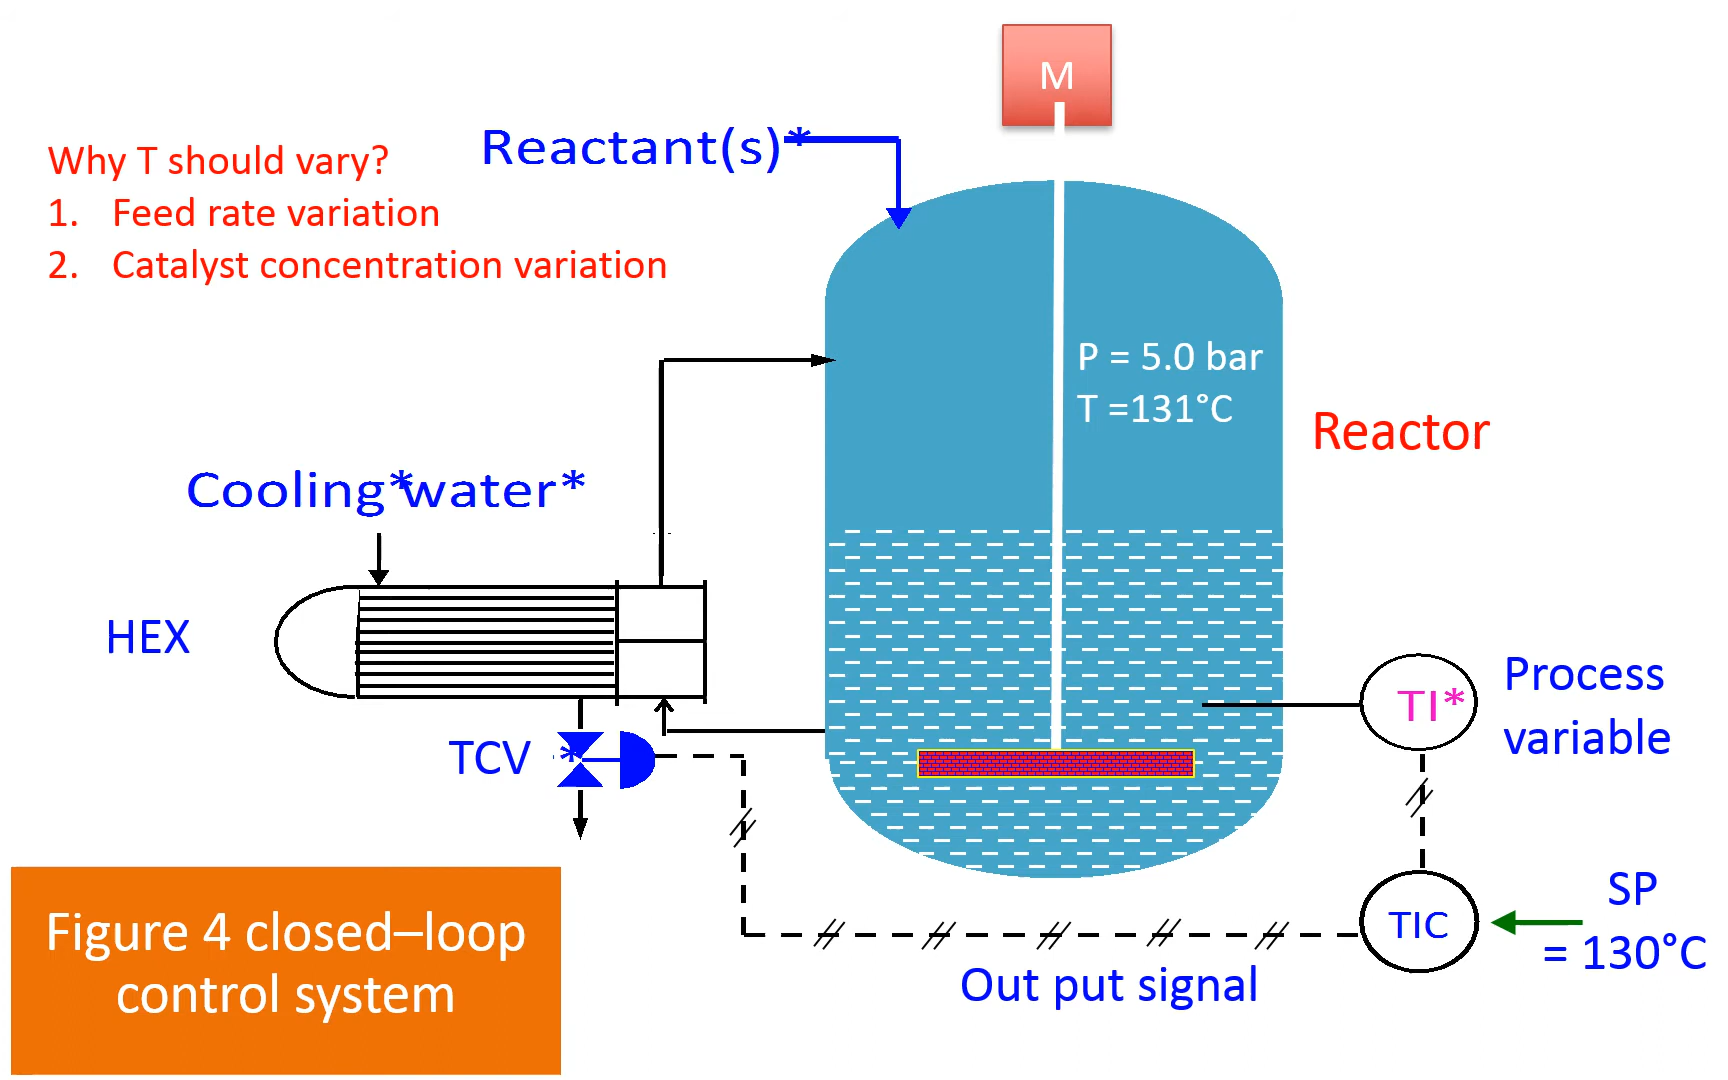 M
Reactant(s)*
Why T should vary?
1. Feed rate variation
2. Catalyst concentration variation
P = 5.0 bar
T =131°C
Reactor
Cooling*water*
HEX
TI*
Process
variable
TCV *
SP
= 130°C
TIC
Out put signal
Figure 4 closed–loop
control system